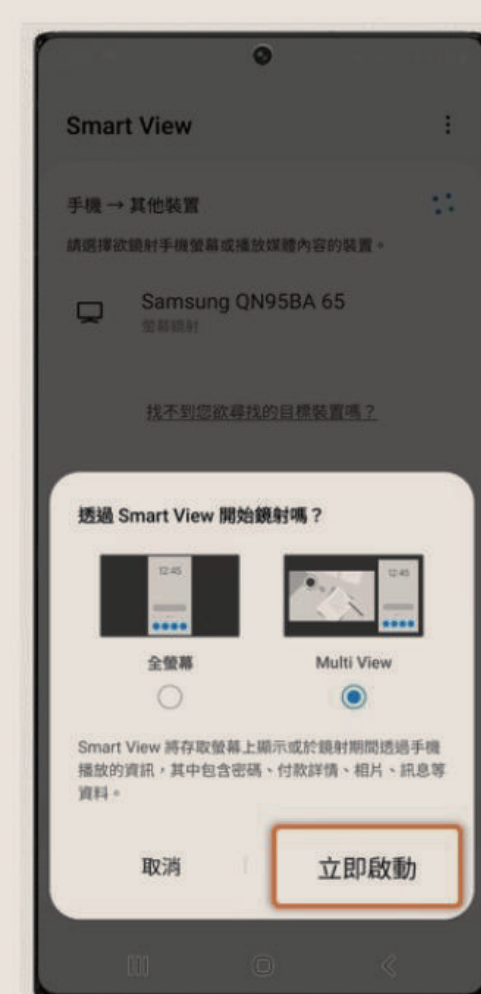 Smart View
手機 → 其他裝置
請選擇欲鏡射手機螢幕或播放媒體內容的裝置。
Samsung QN95BA 65
螢幕鏡射
找不到您欲尋找的目標裝置嗎？
透過 Smart View 開始鏡射嗎？
12:45
12:45
全螢幕
Multi View
Smart View 將存取螢幕上顯示或於鏡射期間透過手機
播放的資訊，其中包含密碼、付款詳情、相片、訊息等
資料。
取消
立即啟動